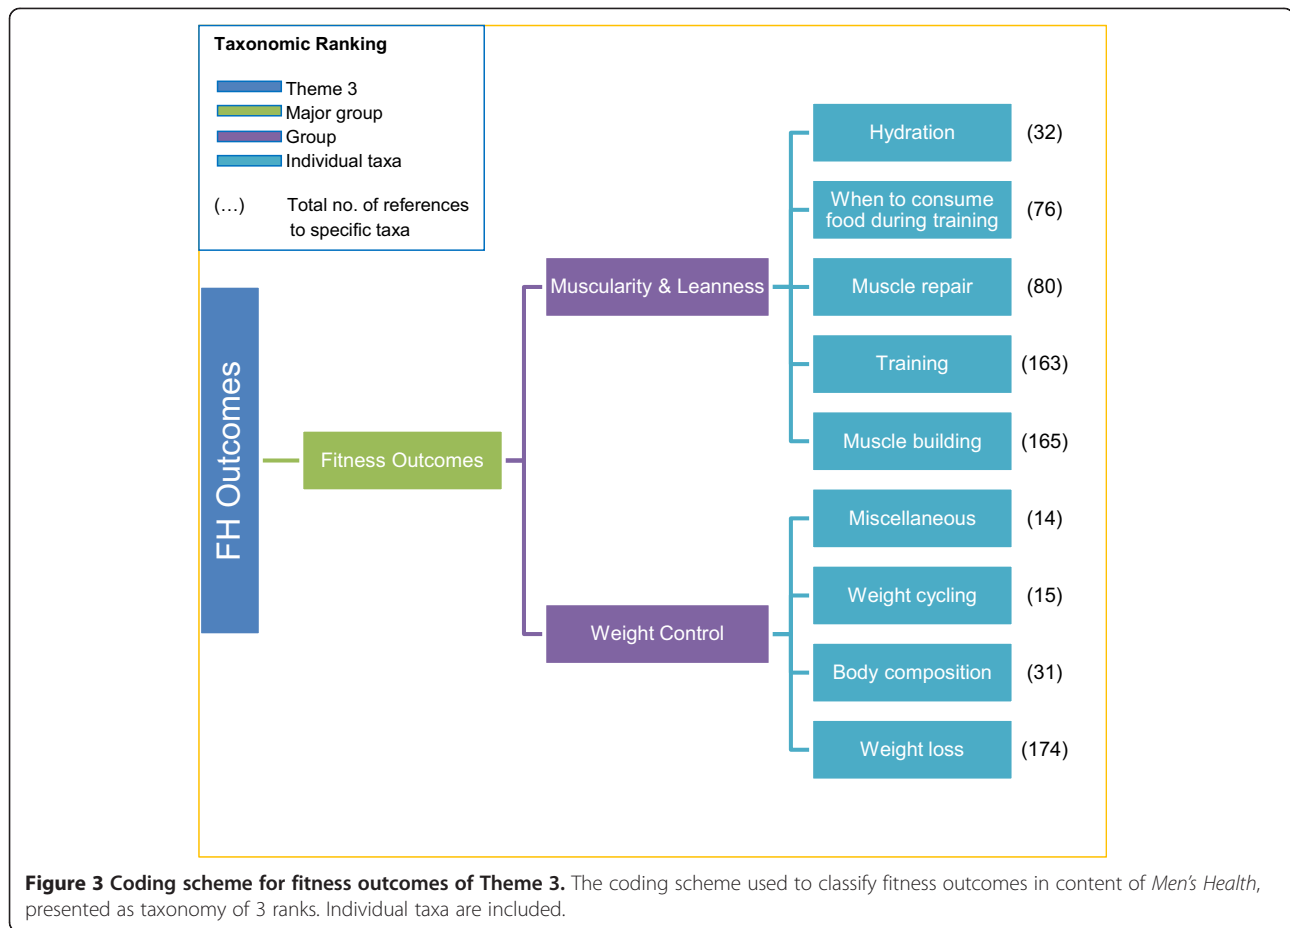 Taxonomic Ranking
Theme 3
Major group
Group
Individual taxa
(...) Total no. of references
to specific taxa
FH Outcomes
Fitness Outcomes
Muscularity & Leanness
Hydration (32)
When to consume
food during training (76)
Muscle repair (80)
Training (163)
Muscle building (165)
Weight Control
Miscellaneous (14)
Weight cycling (15)
Body composition (31)
Weight loss (174)
Figure 3 Coding scheme for fitness outcomes of Theme 3. The coding scheme used to classify fitness outcomes in content of Men's Health,
presented as taxonomy of 3 ranks. Individual taxa are included.